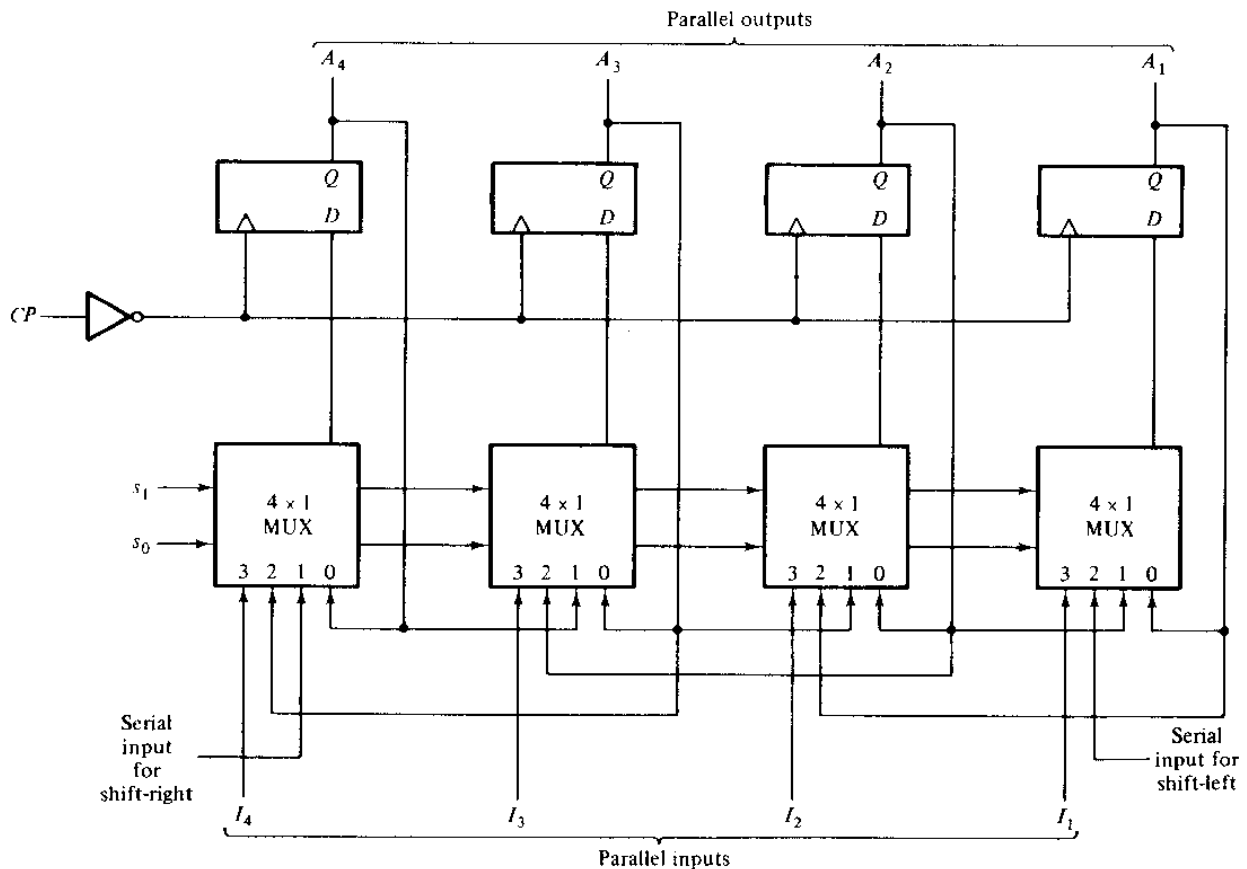 Parallel outputs
A4 A3 A2 A1
Q Q Q Q
D D D D
CP
s1
4 × 1 4 × 1 4 × 1 4 × 1
MUX MUX MUX MUX
s0
3 2 1 0 3 2 1 0 3 2 1 0 3 2 1 0
Serial
input
for
shift-right
Serial
input for
shift-left
I4 I3 I2 I1
Parallel inputs